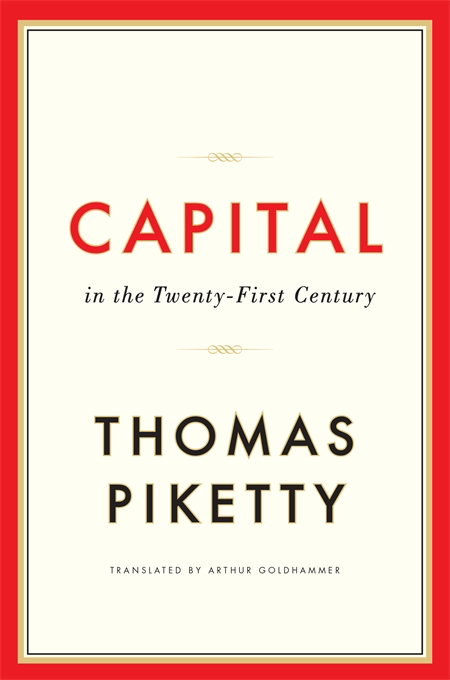 CAPITAL
in the Twenty-First Century
THOMAS
PIKETTY
TRANSLATED BY ARTHUR GOLDHAMMER